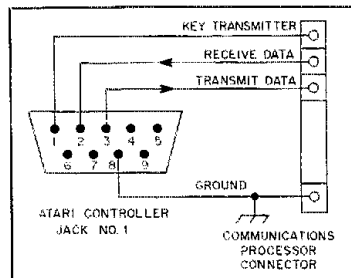 KEY TRANSMITTER
RECEIVE DATA
TRANSMIT DATA
1 2 3 4 5
6 7 8 9
GROUND
ATARI CONTROLLER
JACK NO. 1
COMMUNICATIONS
PROCESSOR
CONNECTOR